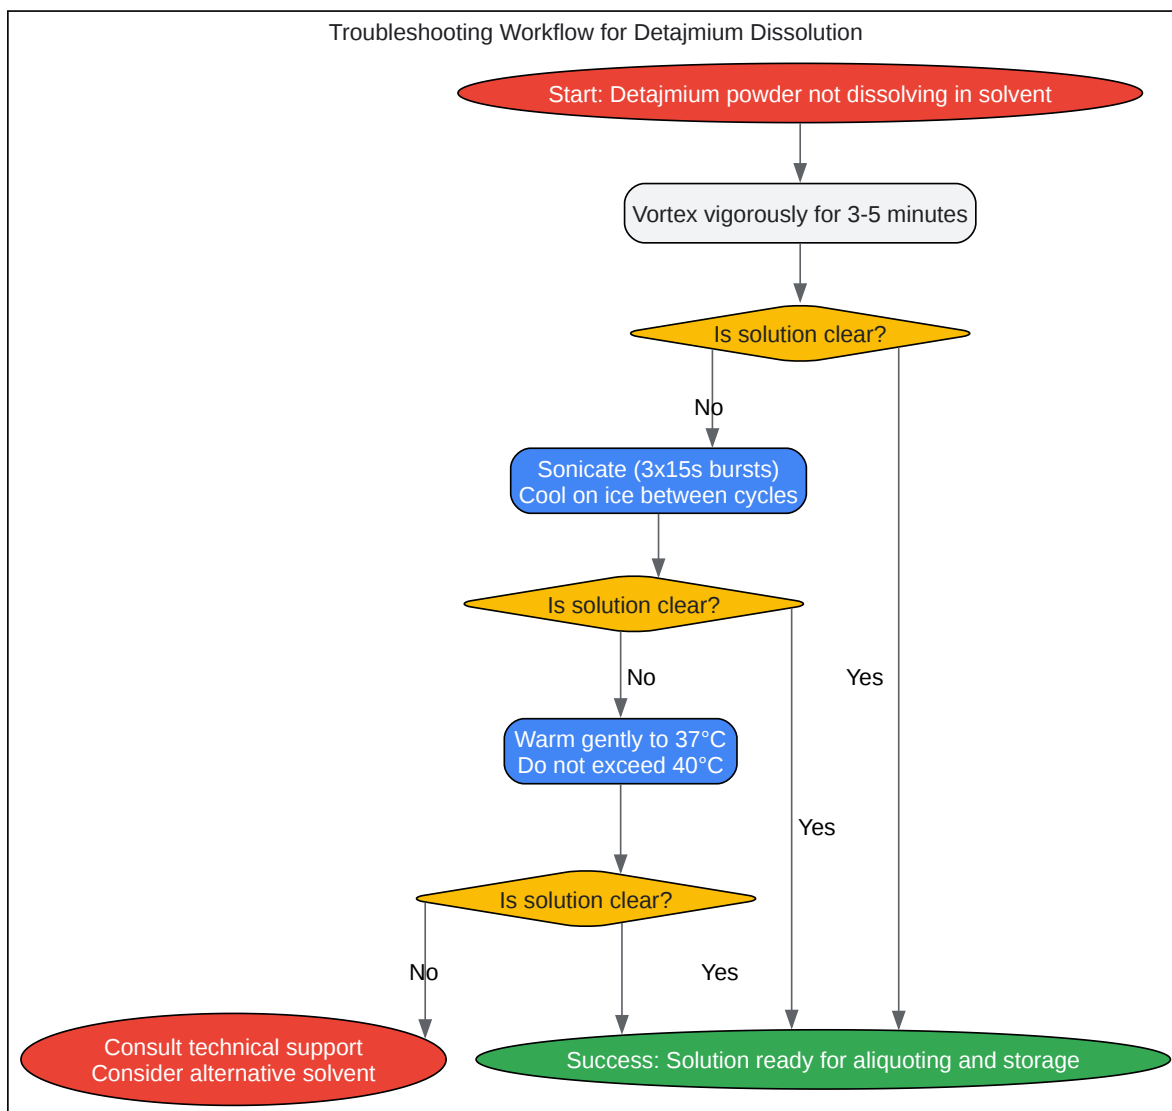 Troubleshooting Workflow for Detajmium Dissolution
Start: Detajmium powder not dissolving in solvent
Vortex vigorously for 3-5 minutes
Is solution clear?
No
Sonicate (3x15s bursts)
Cool on ice between cycles
Is solution clear?
No
Yes
Warm gently to 37°C
Do not exceed 40°C
Yes
Is solution clear?
No
Yes
Consult technical support
Consider alternative solvent
Success: Solution ready for aliquoting and storage